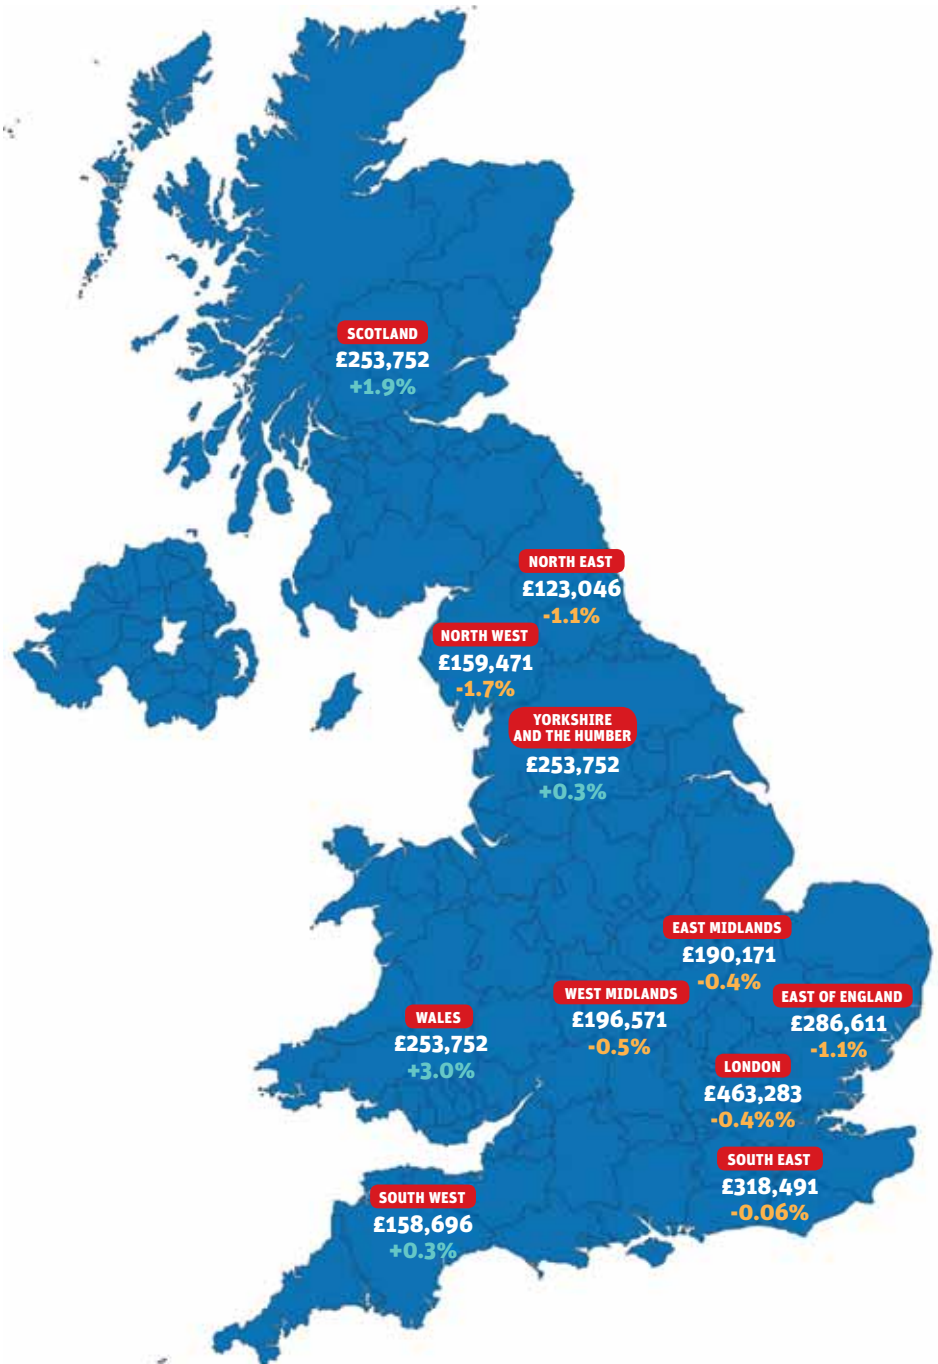 SCOTLAND
£253,752
+1.9%
NORTH EAST
£123,046
-1.1%
NORTH WEST
£159,471
-1.7%
YORKSHIRE
AND THE HUMBER
£253,752
+0.3%
EAST MIDLANDS
£190,171
-0.4%
WEST MIDLANDS
£196,571
-0.5%
EAST OF ENGLAND
£286,611
-1.1%
WALES
£253,752
+3.0%
LONDON
£463,283
-0.4%%
SOUTH EAST
£318,491
-0.06%
SOUTH WEST
£158,696
+0.3%